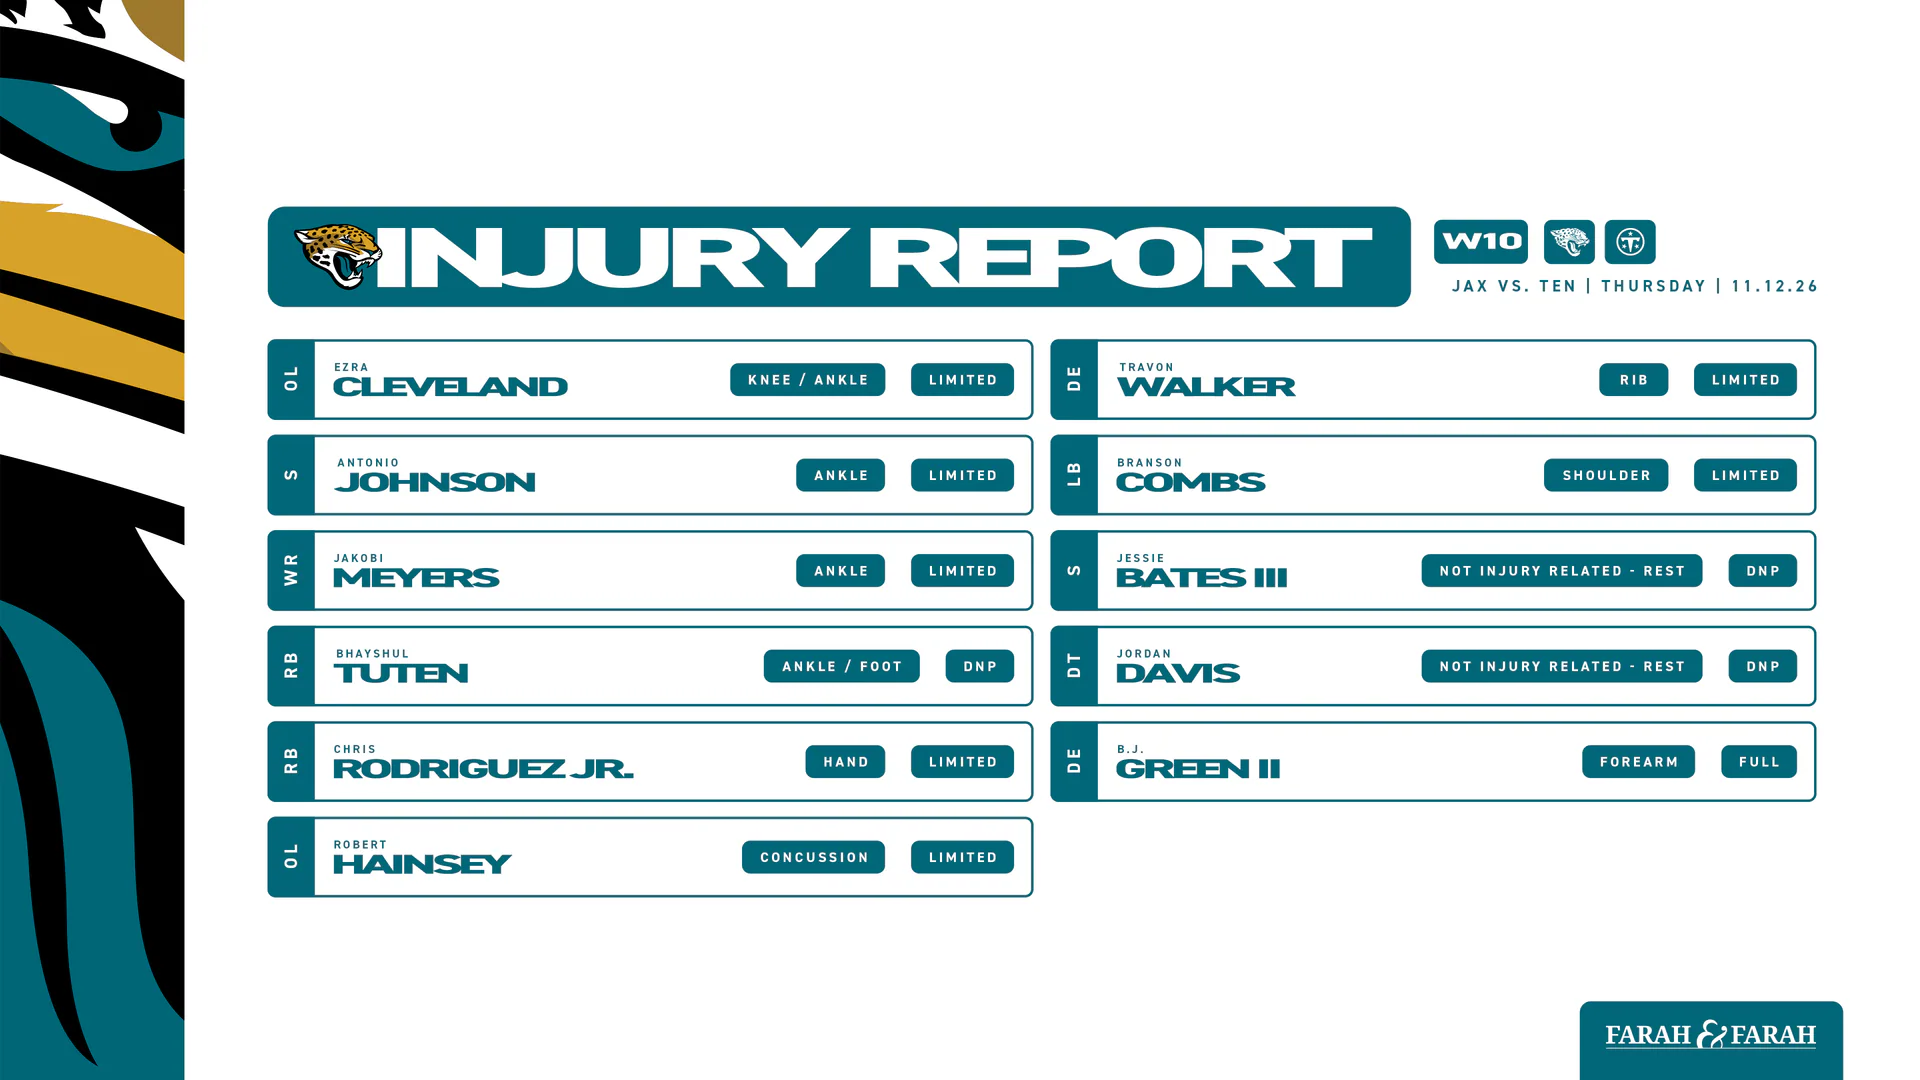 INJURY REPORT
W10
JAX VS. TEN | THURSDAY | 11.12.26
OL
EZRA
CLEVELAND
KNEE / ANKLE
LIMITED
S
ANTONIO
JOHNSON
ANKLE
LIMITED
WR
JAKOBI
MEYERS
ANKLE
LIMITED
RB
BHAYSHUL
TUTEN
ANKLE / FOOT
DNP
RB
CHRIS
RODRIGUEZ JR.
HAND
LIMITED
OL
ROBERT
HAINSEY
CONCUSSION
LIMITED
DE
TRAVON
WALKER
RIB
LIMITED
LB
BRANSON
COMBS
SHOULDER
LIMITED
S
JESSIE
BATES III
NOT INJURY RELATED - REST
DNP
DT
JORDAN
DAVIS
NOT INJURY RELATED - REST
DNP
DE
B.J.
GREEN II
FOREARM
FULL
FARAH & FARAH